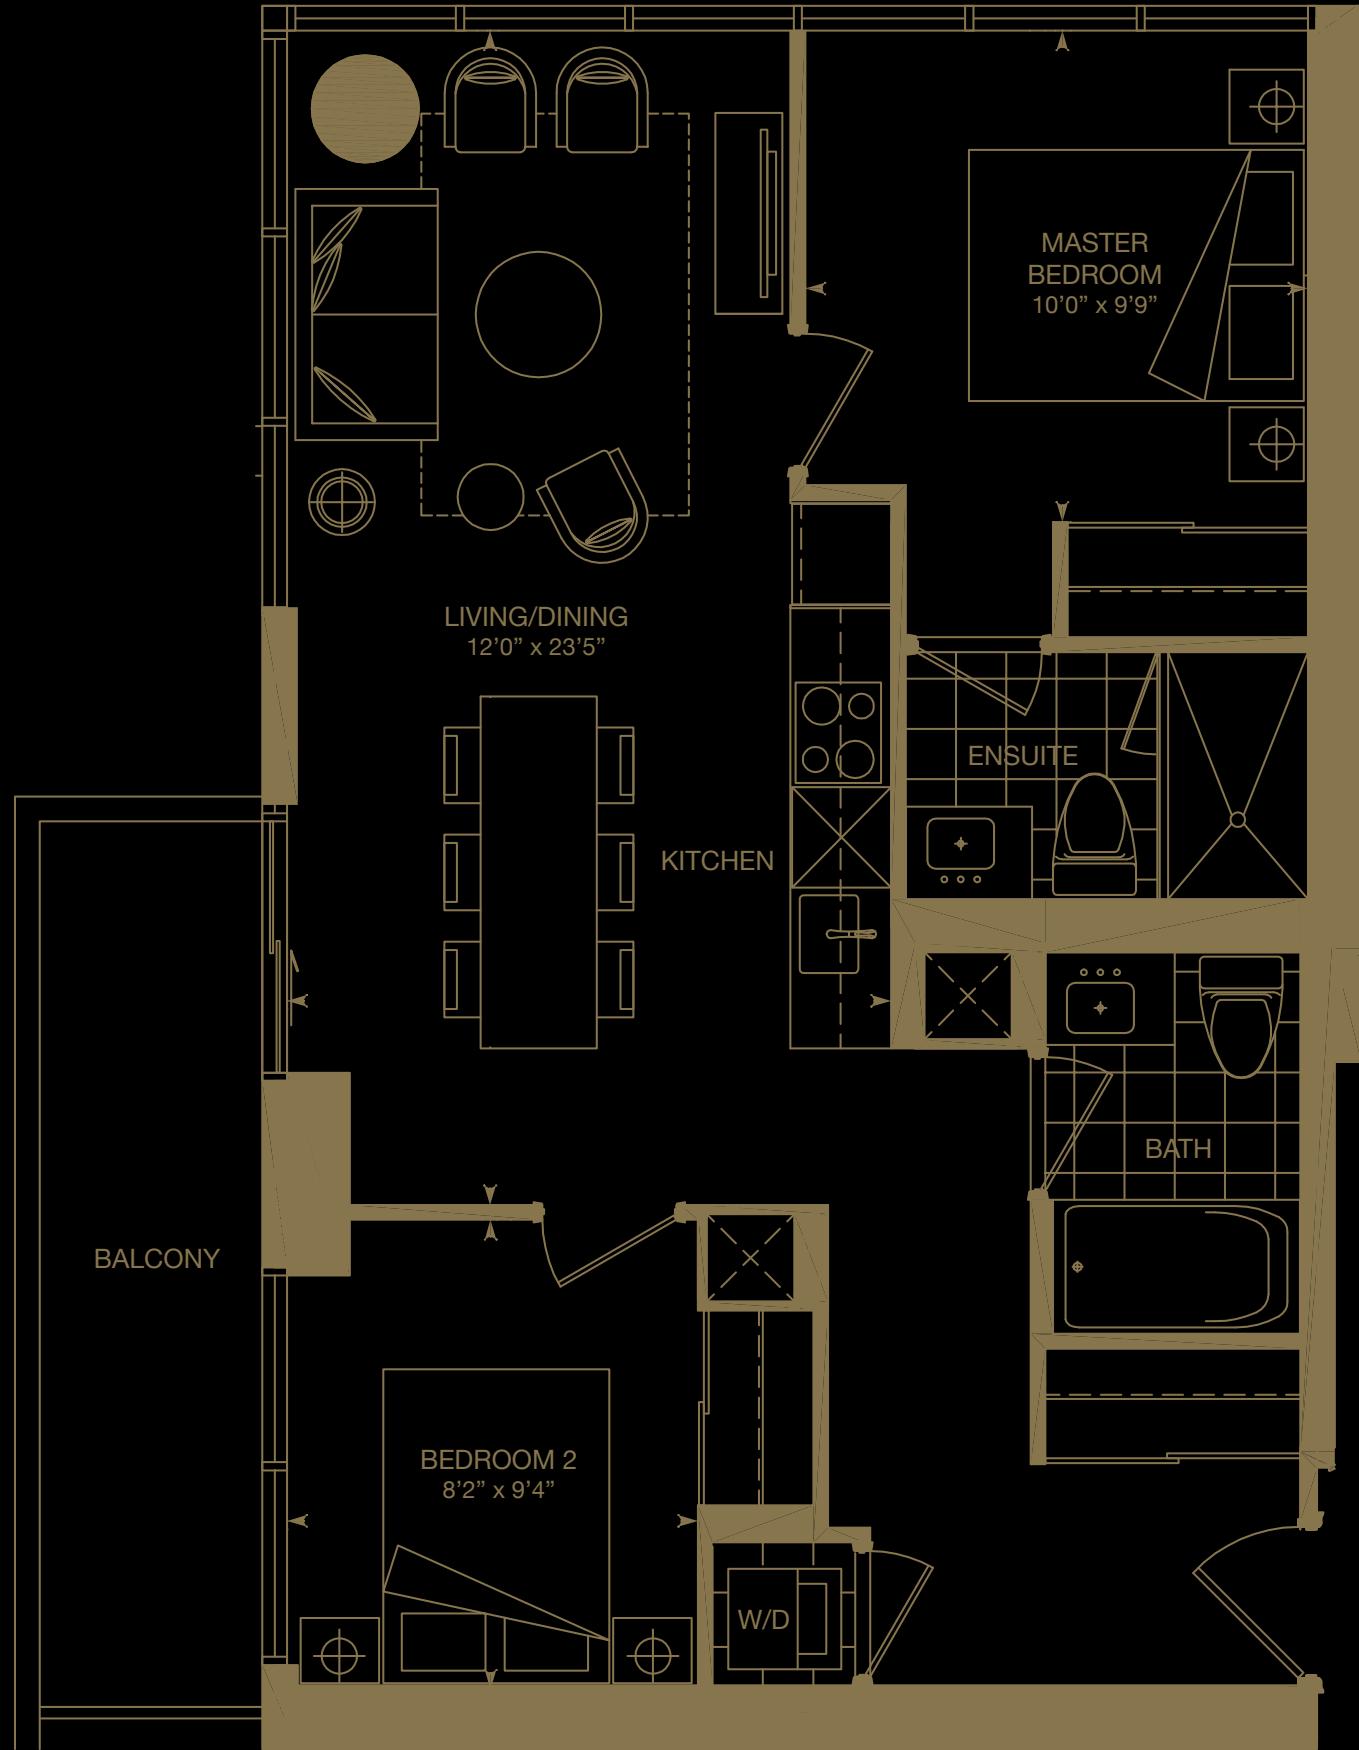 MASTER
BEDROOM
10’0” x 9’9”
LIVING/DINING
12’0” x 23’5”
ENSUITE
KITCHEN
BATH
BALCONY
BEDROOM 2
8’2” x 9’4”
W/D